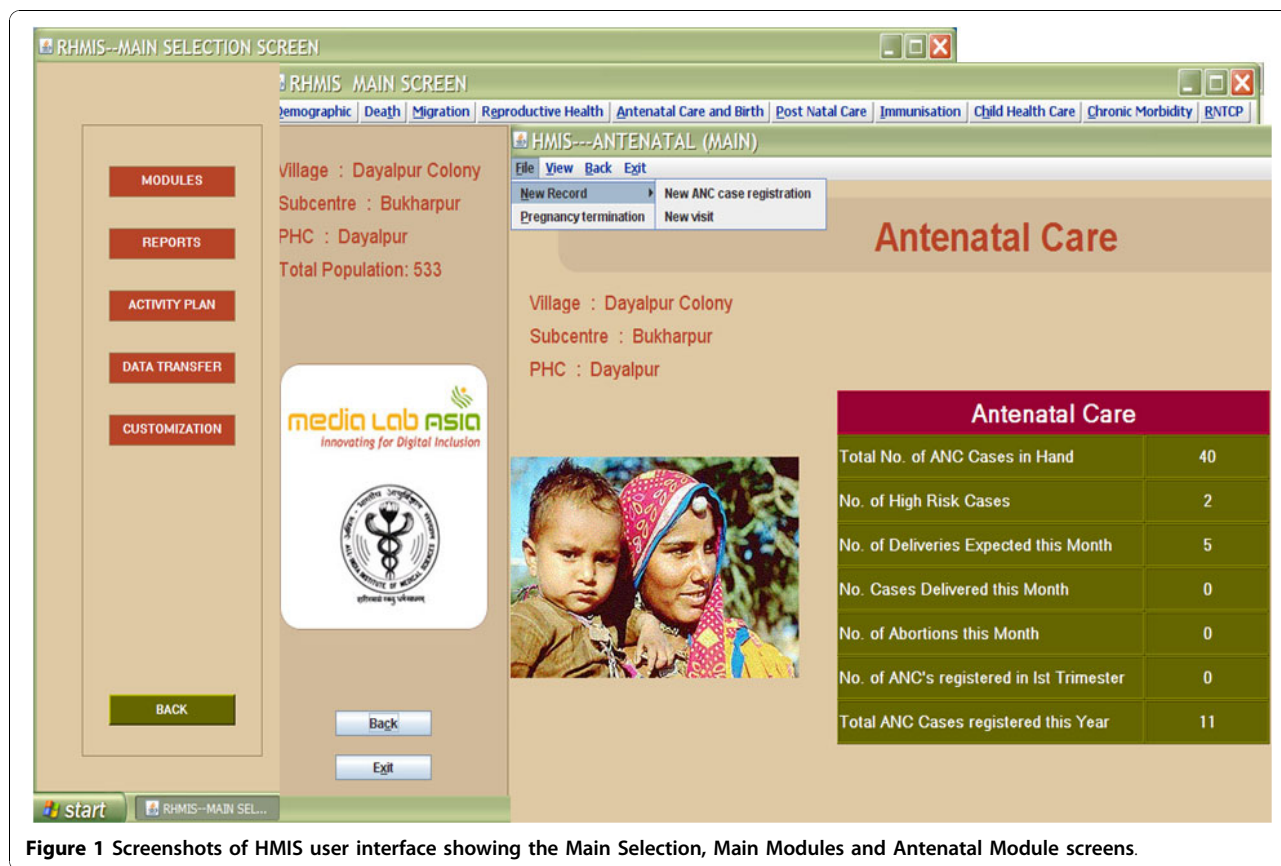 RHMIS--MAIN SELECTION SCREEN
RHMIS MAIN SCREEN
Demographic Death Migration Reproductive Health Antenatal Care and Birth Post Natal Care Immunisation Child Health Care Chronic Morbidity RNTCP
HMIS---ANTENATAL (MAIN)
File View Back Exit
New Record New ANC case registration
Pregnancy termination New visit
MODULES
REPORTS
ACTIVITY PLAN
DATA TRANSFER
CUSTOMIZATION
BACK
start RHMIS--MAIN SEL...
Village : Dayalpur Colony
Subcentre : Bukharpur
PHC : Dayalpur
Total Population: 533
media Lab asia
innovating for Digital Inclusion
ALL INDIA INSTITUTE OF MEDICAL SCIENCES
Back
Exit
Antenatal Care
Village : Dayalpur Colony
Subcentre : Bukharpur
PHC : Dayalpur
Antenatal Care
Total No. of ANC Cases in Hand 40
No. of High Risk Cases 2
No. of Deliveries Expected this Month 5
No. Cases Delivered this Month 0
No. of Abortions this Month 0
No. of ANC's registered in Ist Trimester 0
Total ANC Cases registered this Year 11
Figure 1 Screenshots of HMIS user interface showing the Main Selection, Main Modules and Antenatal Module screens.